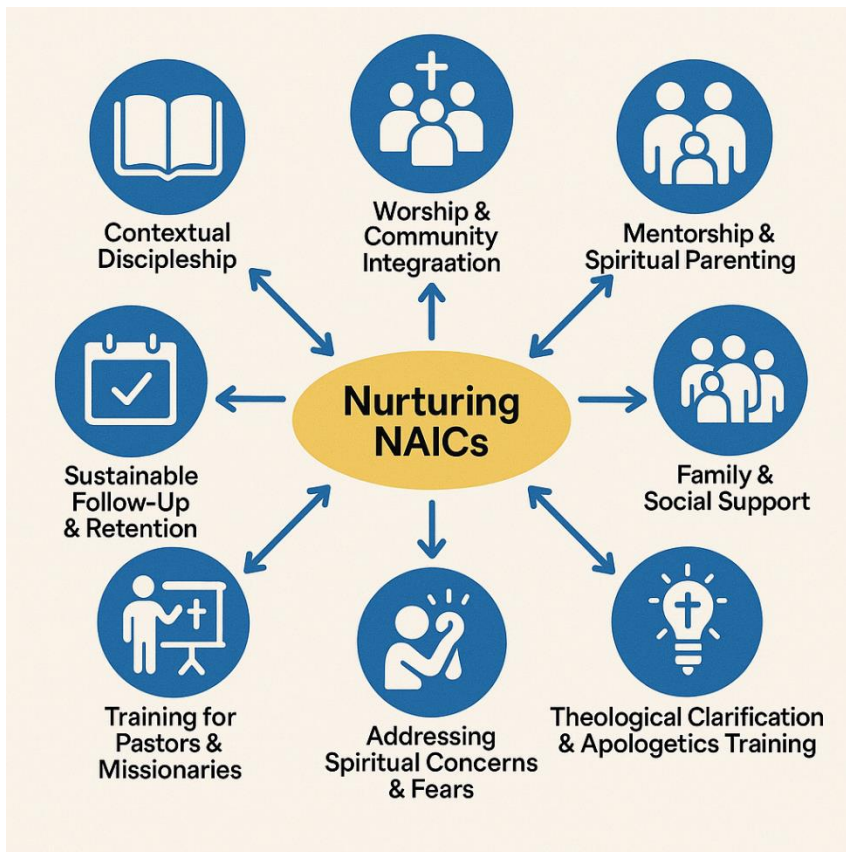 Contextual
Discipleship
Worship &
Community
Integraation
Mentorship &
Spiritual Parenting
Nurturing
NAICs
Sustainable
Follow-Up
& Retention
Family &
Social Support
Training for
Pastors &
Missionaries
Addressing
Spiritual Concerns
& Fears
Theological Clarification
& Apologetics Training